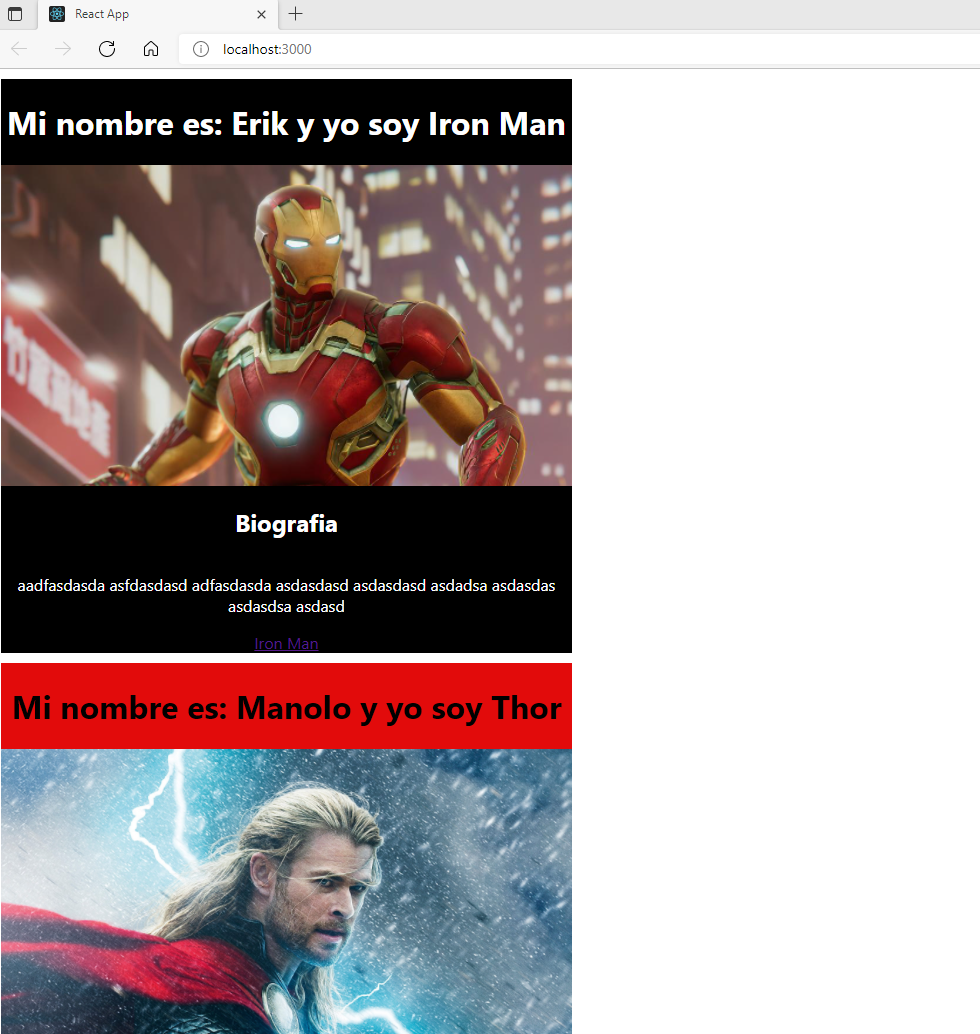 React App
localhost:3000
Mi nombre es: Erik y yo soy Iron Man
Biografia
aadfasdasda asfdasdasd adfasdasda asdasdasd asdasdasd asdadsa asdasdas
asdasdsa asdasd
Iron Man
Mi nombre es: Manolo y yo soy Thor